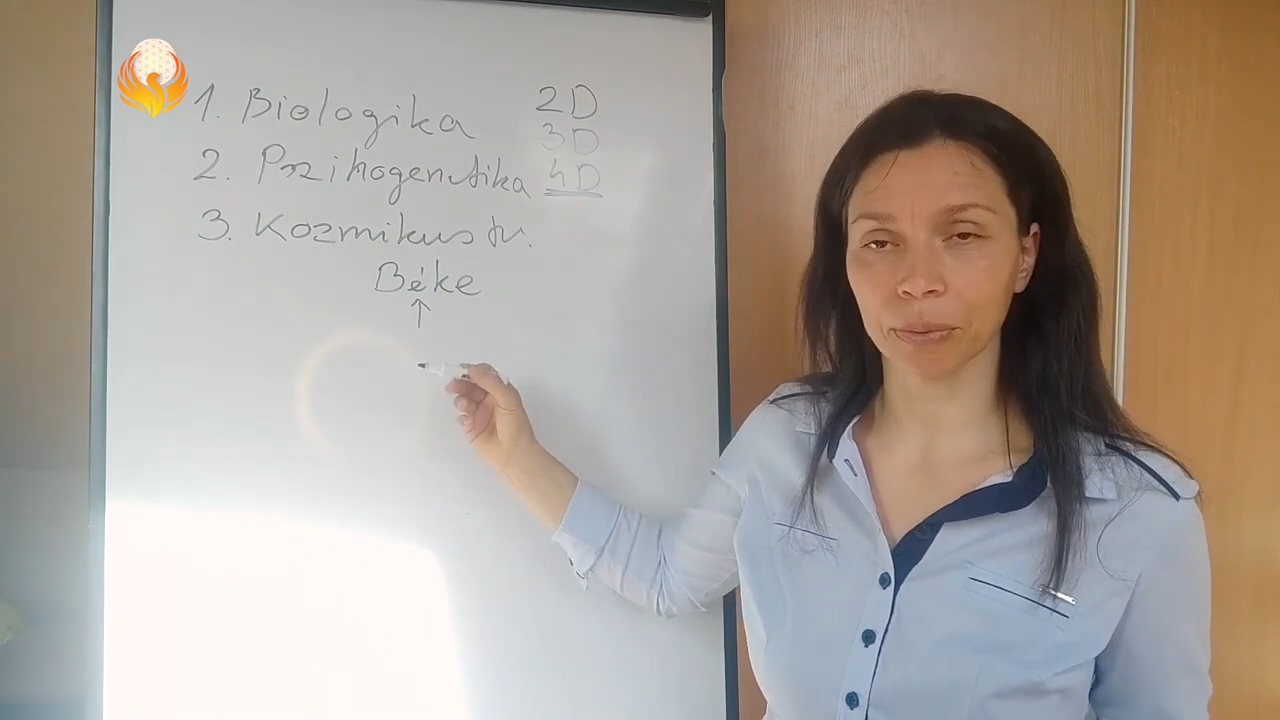 1. Biologika 2D
3D
2. Pszihogenetika 4D
3. Kozmikus tv.
Béke
↑